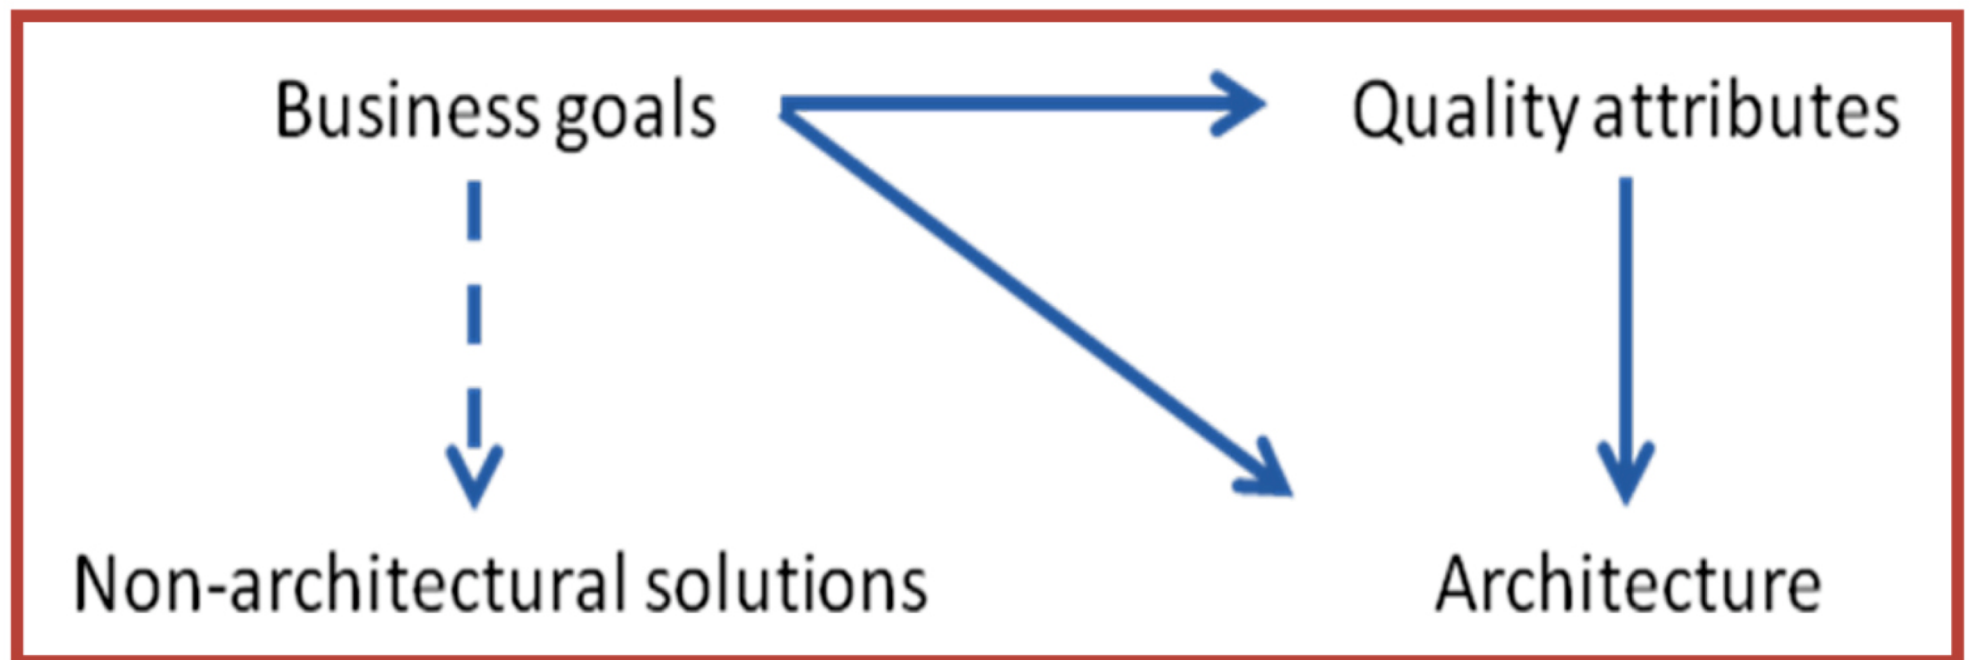 Business goals
Quality attributes
Non-architectural solutions
Architecture